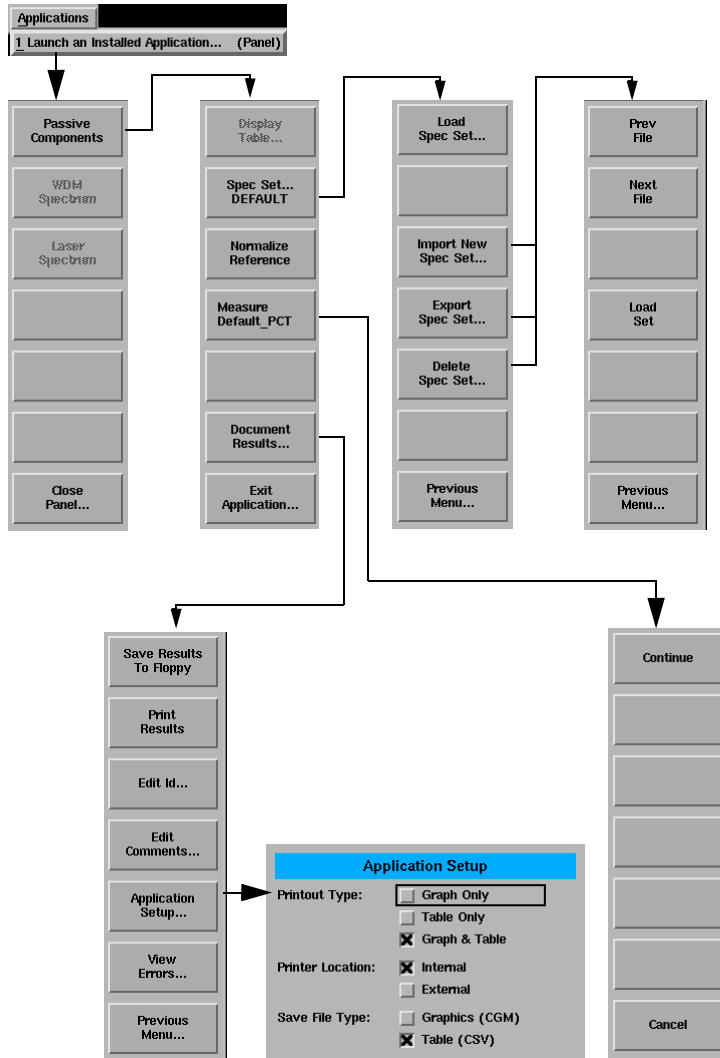 Applications
1 Launch an Installed Application... (Panel)
Passive
Components
WDM
Spectrum
Laser
Spectrum
Close
Panel...
Display
Table...
Spec Set...
DEFAULT
Normalize
Reference
Measure
Default_PCT
Document
Results...
Exit
Application...
Load
Spec Set...
Import New
Spec Set...
Export
Spec Set...
Delete
Spec Set...
Previous
Menu...
Prev
File
Next
File
Load
Set
Previous
Menu...
Save Results
To Floppy
Print
Results
Edit Id...
Edit
Comments...
Application
Setup...
View
Errors...
Previous
Menu...
Application Setup
Printout Type: Graph Only
Table Only
Graph & Table
Printer Location: Internal
External
Save File Type: Graphics (CGM)
Table (CSV)
Continue
Cancel